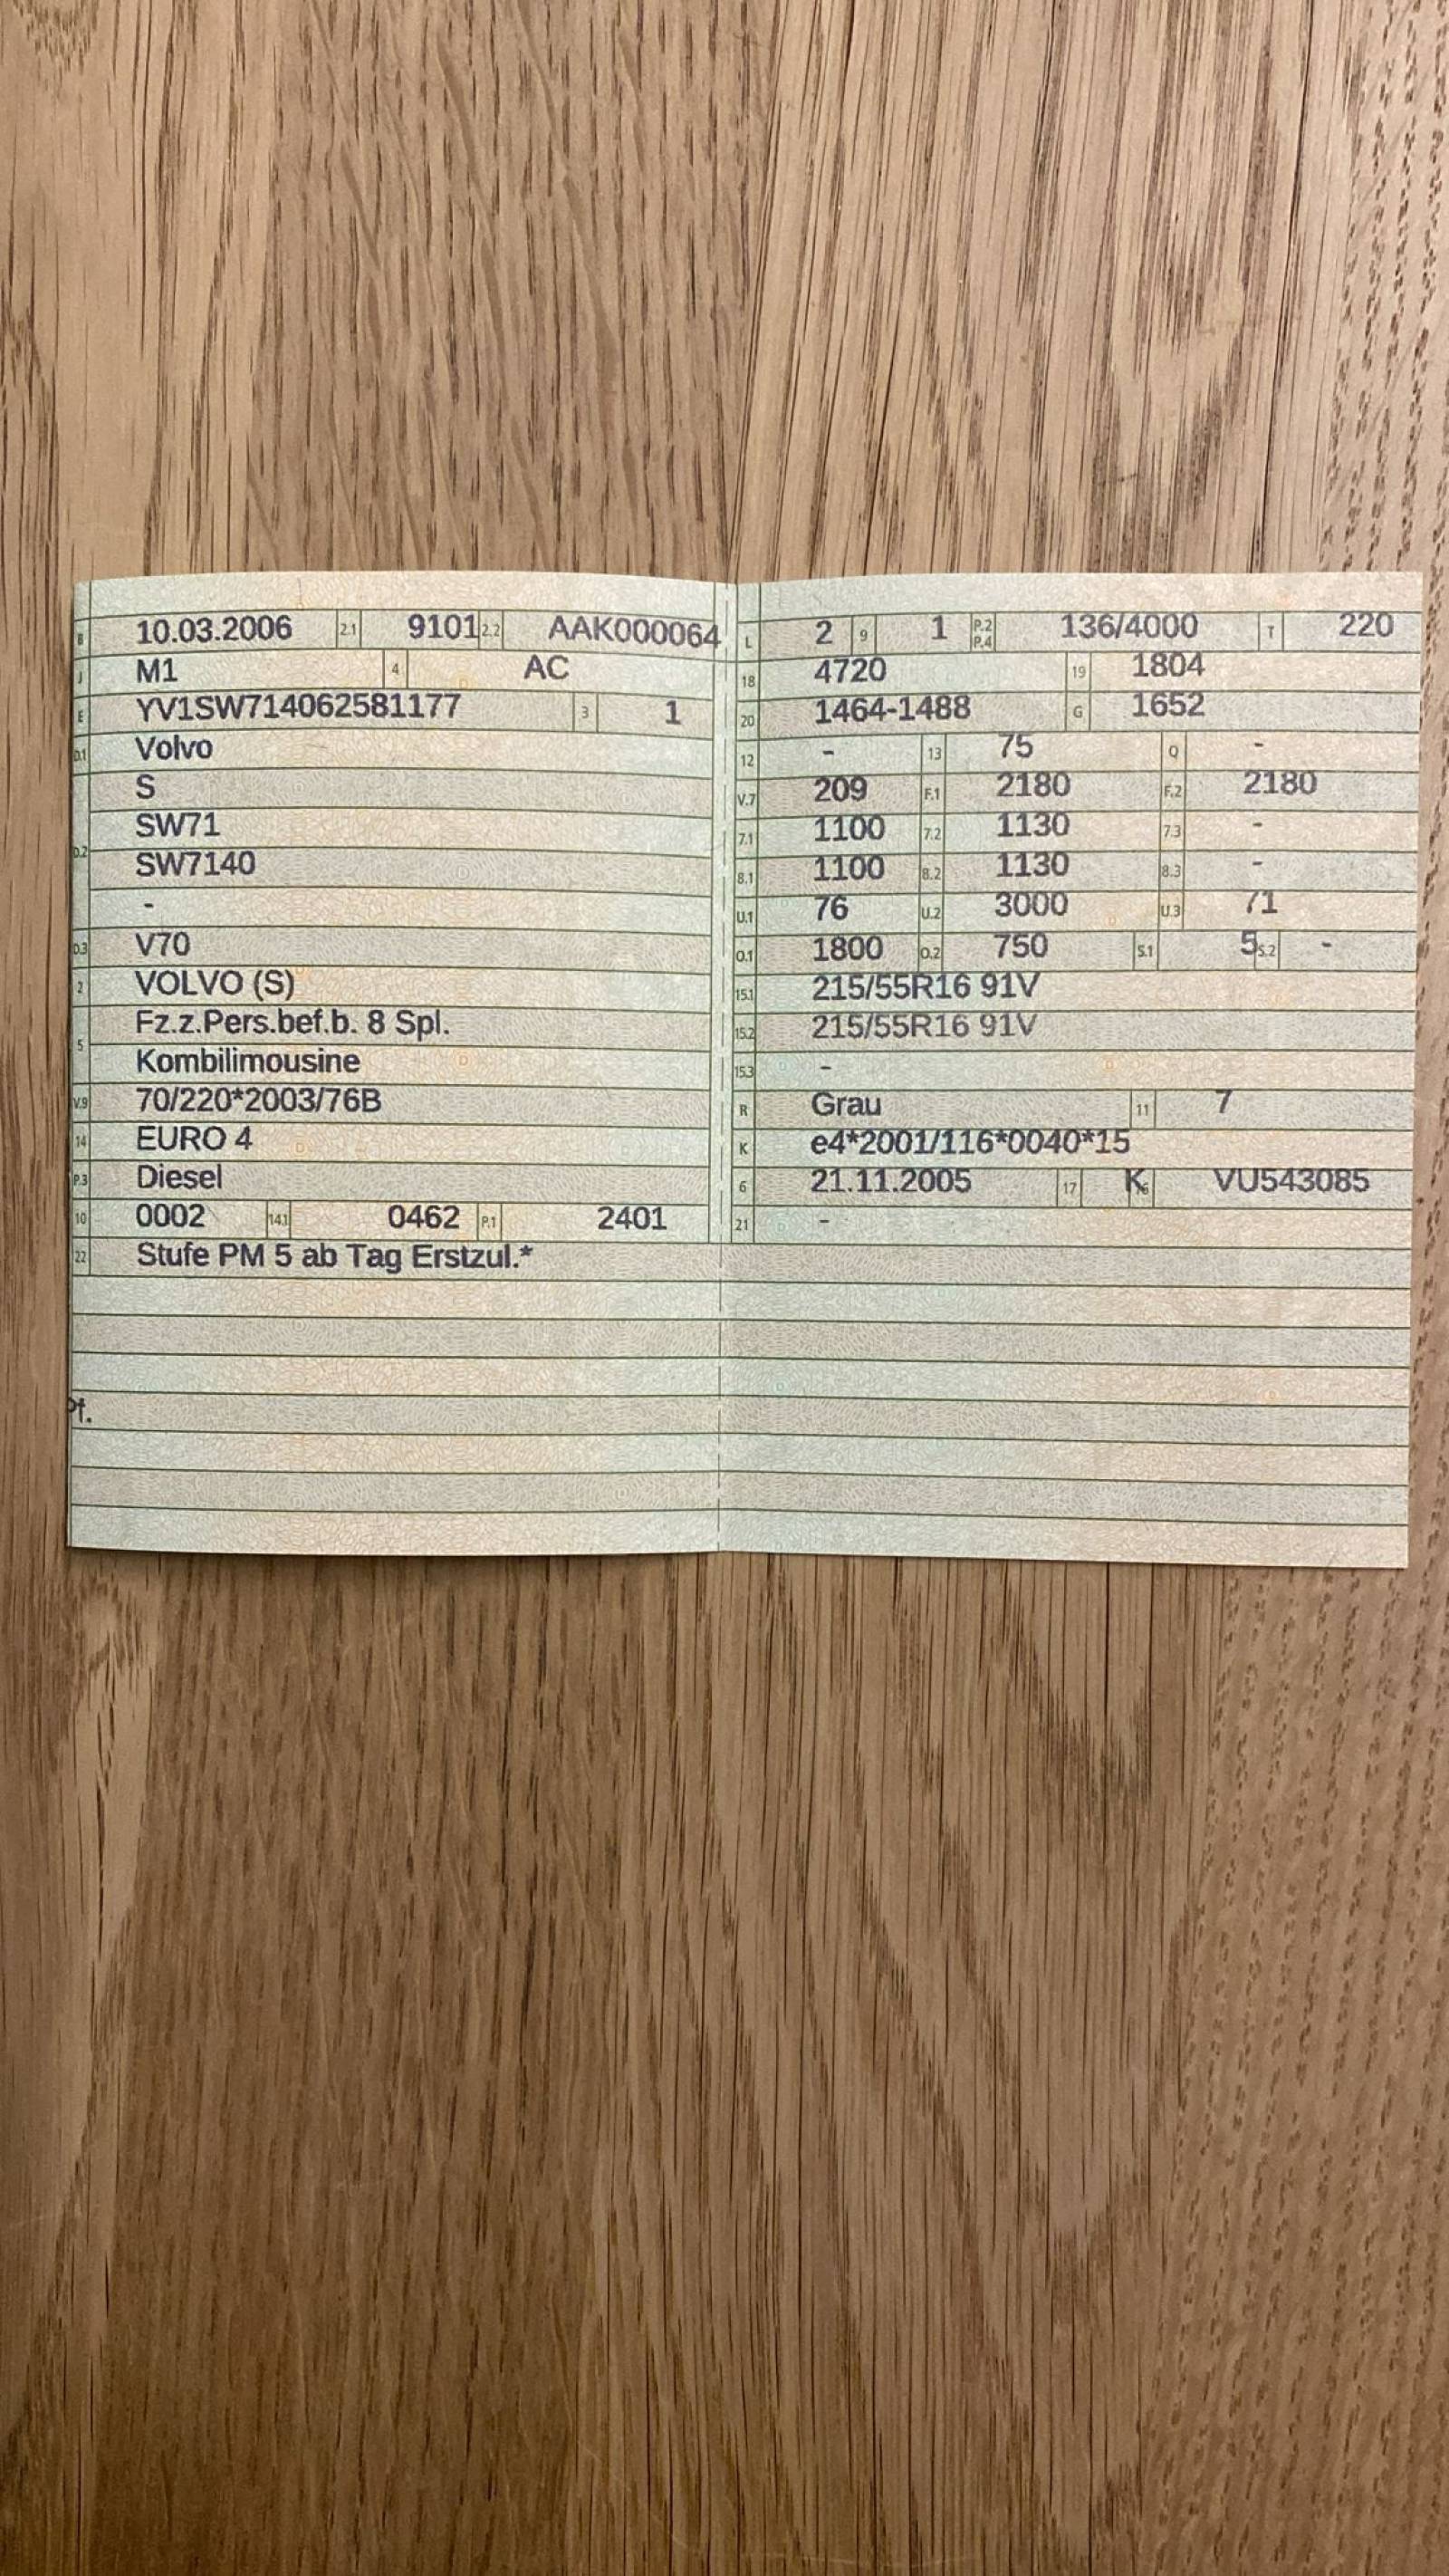 B 10.03.2006 2.1 9101 2.2 AAK000064
J M1 4 AC
E YV1SW714062581177 3 1
D.1 Volvo
S
SW71
D.2 SW7140
-
D.3 V70
2 VOLVO (S)
Fz.z.Pers.bef.b. 8 Spl.
5 Kombilimousine
V.9 70/220*2003/76B
14 EURO 4
P.3 Diesel
10 0002 14.1 0462 P.1 2401
22 Stufe PM 5 ab Tag Erstzul.*
Pf.
L 2 9 1 P.2 P.4 136/4000 T 220
18 4720 19 1804
20 1464-1488 G 1652
12 - 13 75 Q -
V.7 209 F.1 2180 F.2 2180
7.1 1100 7.2 1130 7.3 -
8.1 1100 8.2 1130 8.3 -
U.1 76 U.2 3000 U.3 71
O.1 1800 O.2 750 S.1 5 S.2 -
15.1 215/55R16 91V
15.2 215/55R16 91V
15.3 -
R Grau 11 7
K e4*2001/116*0040*15
6 21.11.2005 17 K 16 VU543085
21 -